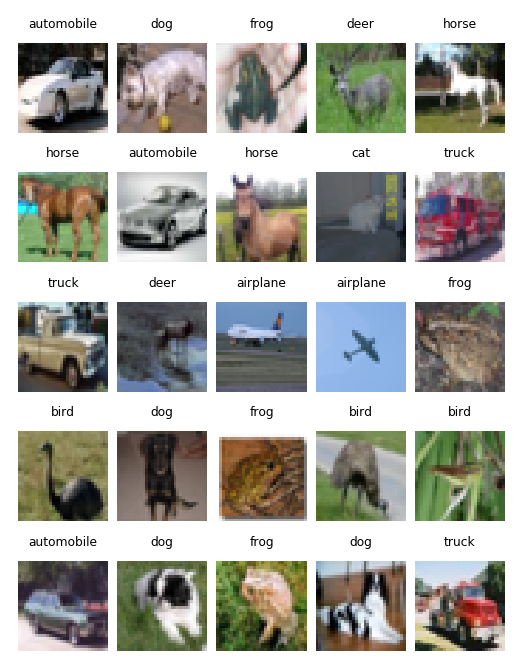 automobile dog frog deer horse
horse automobile horse cat truck
truck deer airplane airplane frog
bird dog frog bird bird
automobile dog frog dog truck